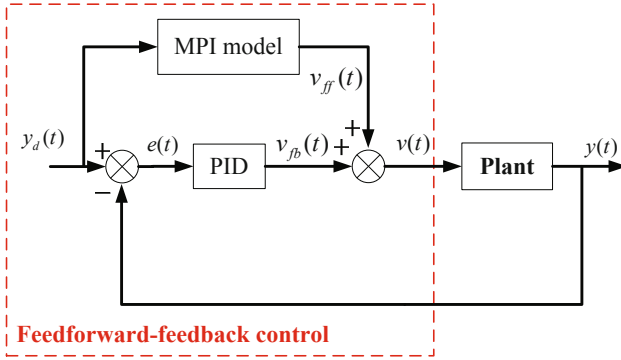 MPI model
v_ff(t)
y_d(t)
+
e(t)
PID
v_fb(t)
+
+
v(t)
Plant
y(t)
−
Feedforward-feedback control